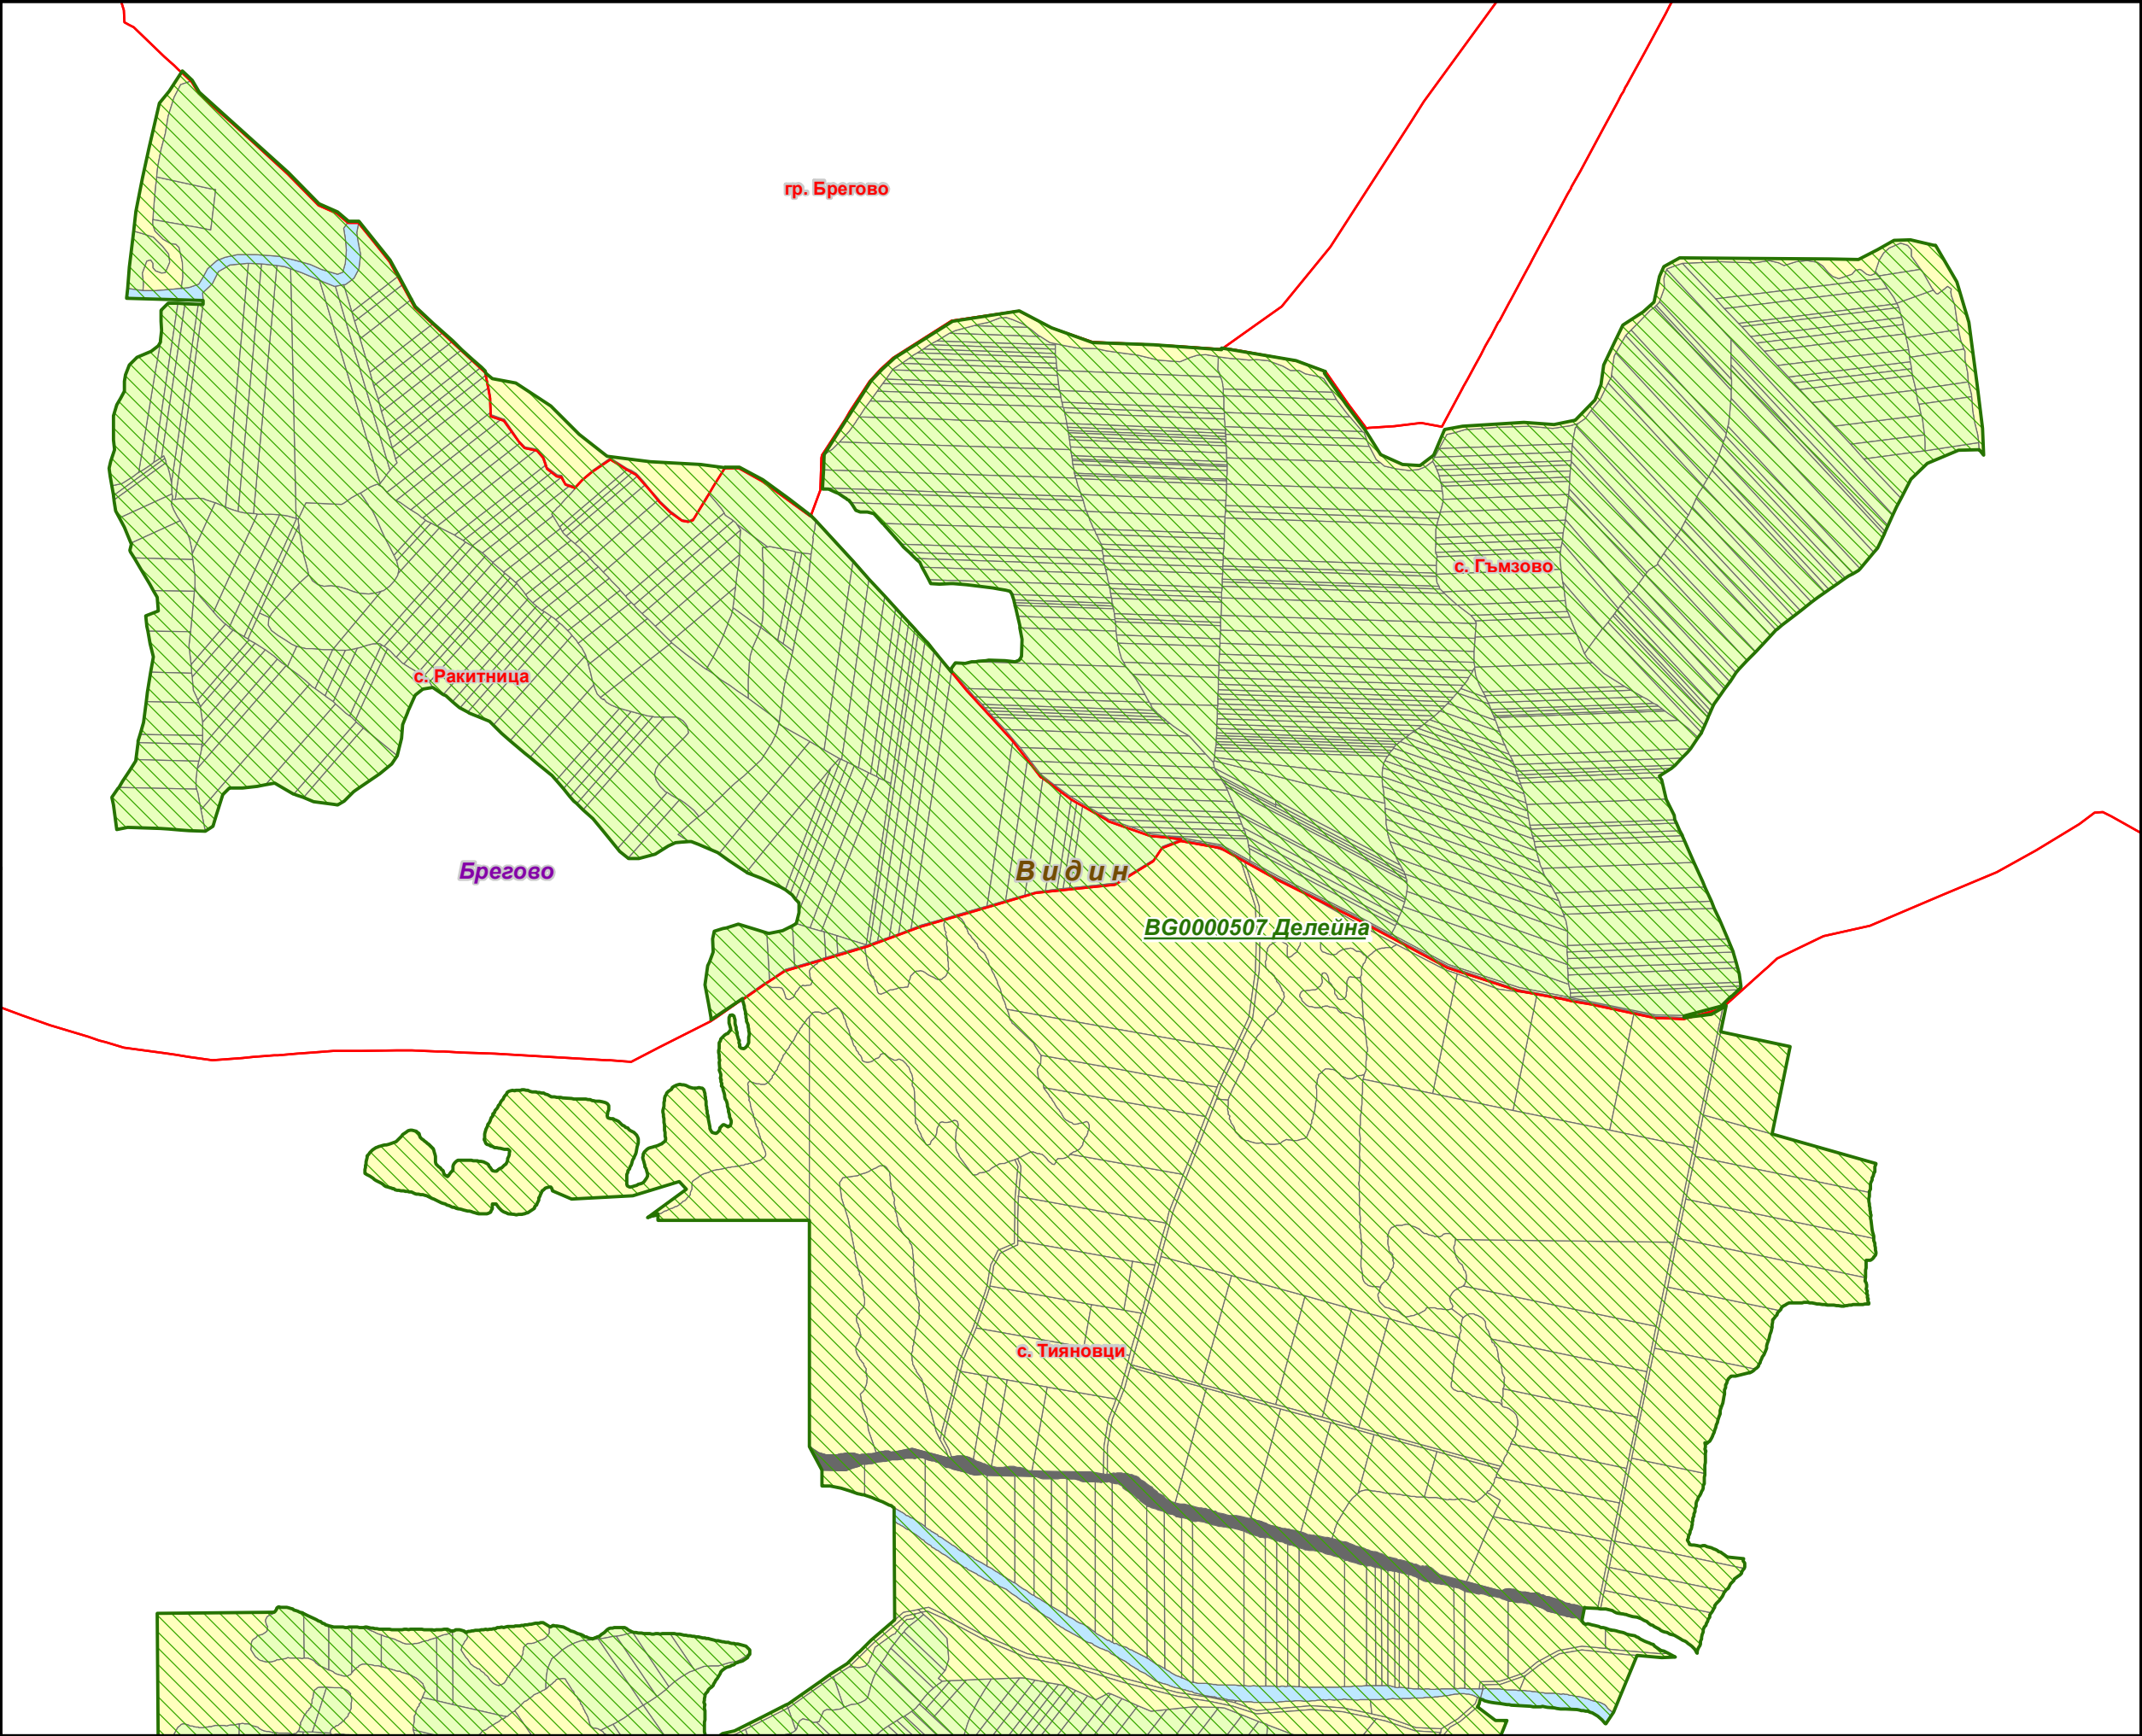 гр. Брегово
с. Гъмзово
с. Ракитница
Брегово
Видин
BG0000507 Делейна
с. Тияновци